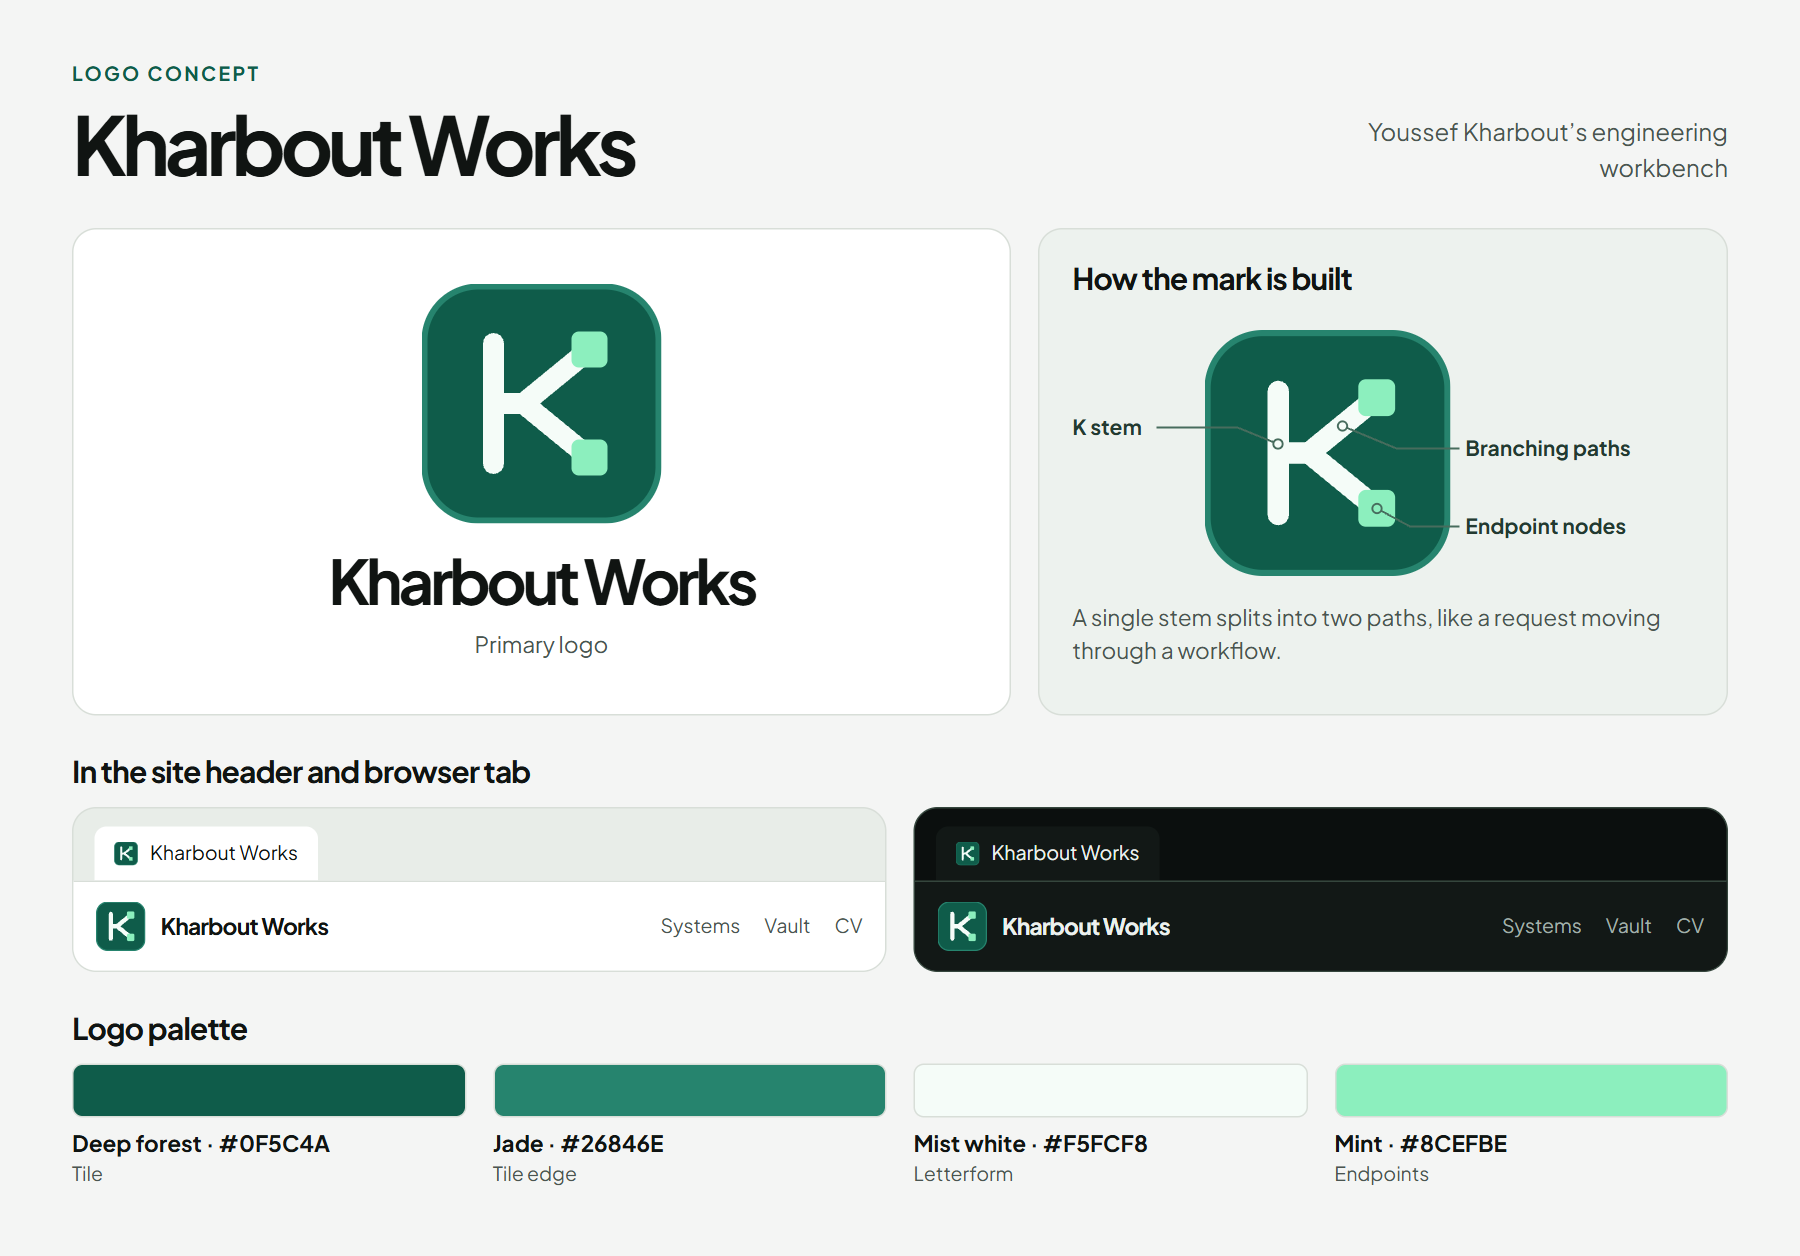 LOGO CONCEPT
Kharbout Works
Youssef Kharbout’s engineering
workbench
Kharbout Works
Primary logo
How the mark is built
K stem
Branching paths
Endpoint nodes
A single stem splits into two paths, like a request moving
through a workflow.
In the site header and browser tab
Kharbout Works
Kharbout Works
Systems Vault CV
Kharbout Works
Kharbout Works
Systems Vault CV
Logo palette
Deep forest · #0F5C4A
Tile
Jade · #26846E
Tile edge
Mist white · #F5FCF8
Letterform
Mint · #8CEFBE
Endpoints